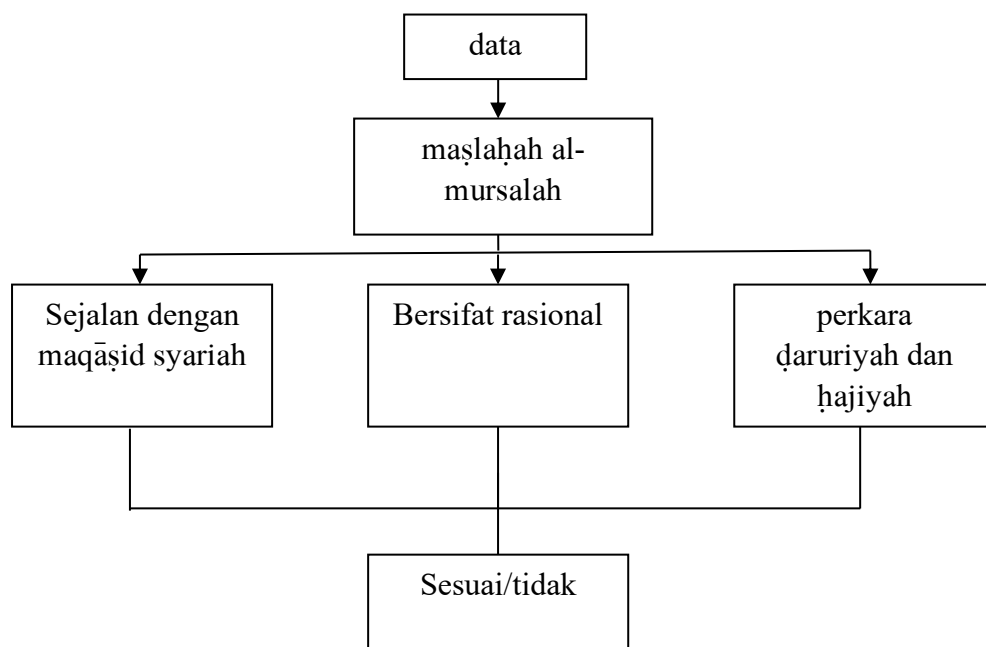 data
maṣlaḥah al-
mursalah
Sejalan dengan
maqāṣid syariah
Bersifat rasional
perkara
ḍaruriyah dan
ḥajiyah
Sesuai/tidak